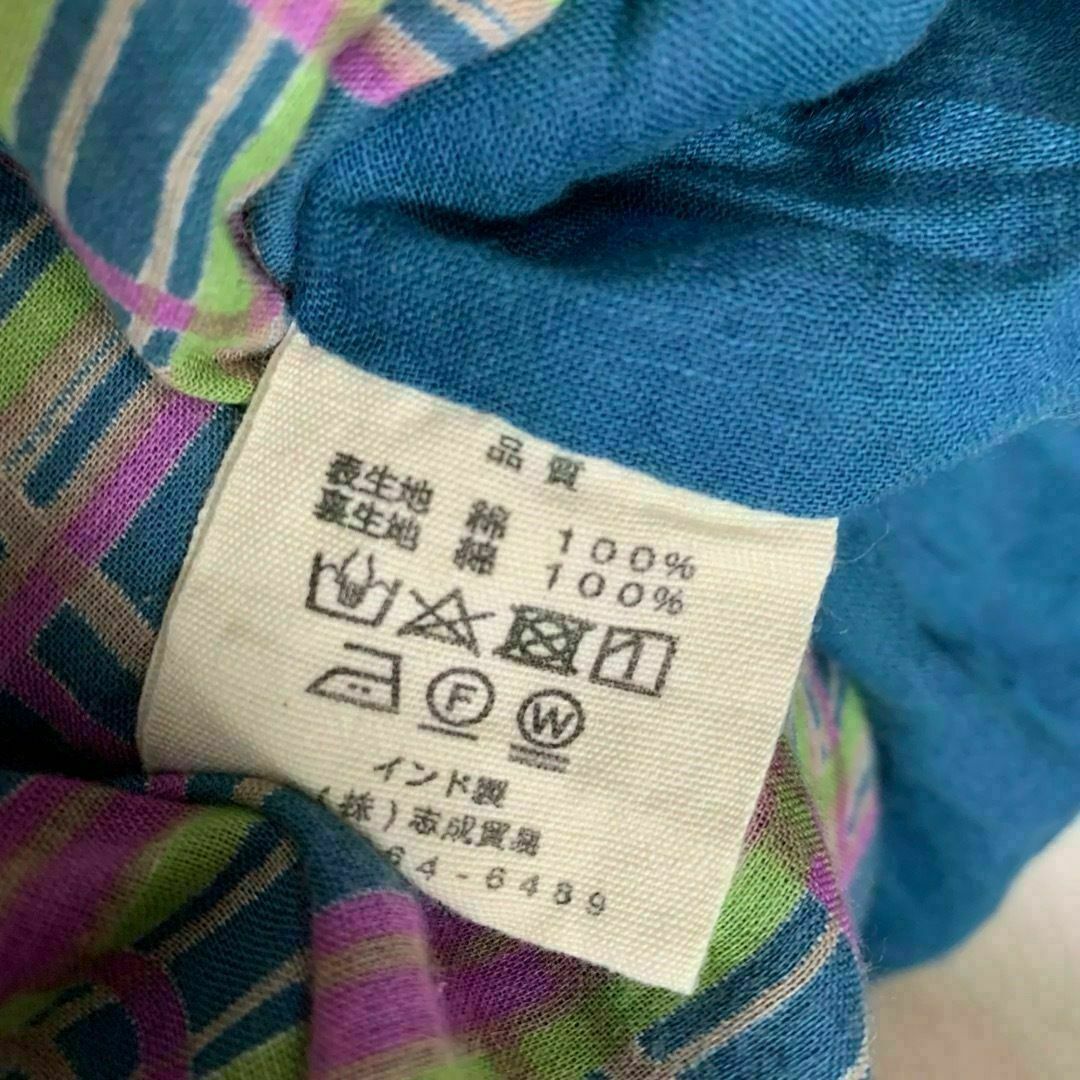 品質
表生地 綿 100%
裏生地 綿 100%
F W
インド製
(株)志成貿易
64-6489